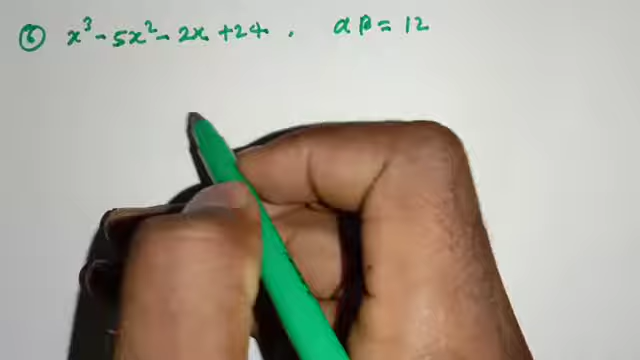 ⑥ x³ - 5x² - 2x + 24 . αβ = 12